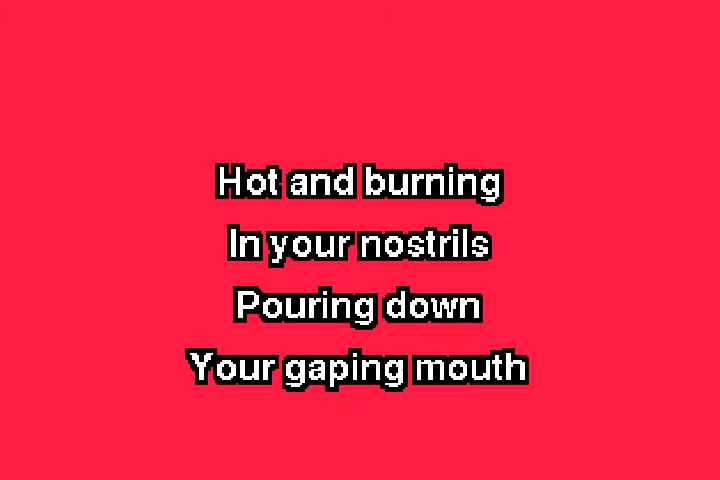 Hot and burning
In your nostrils
Pouring down
Your gaping mouth